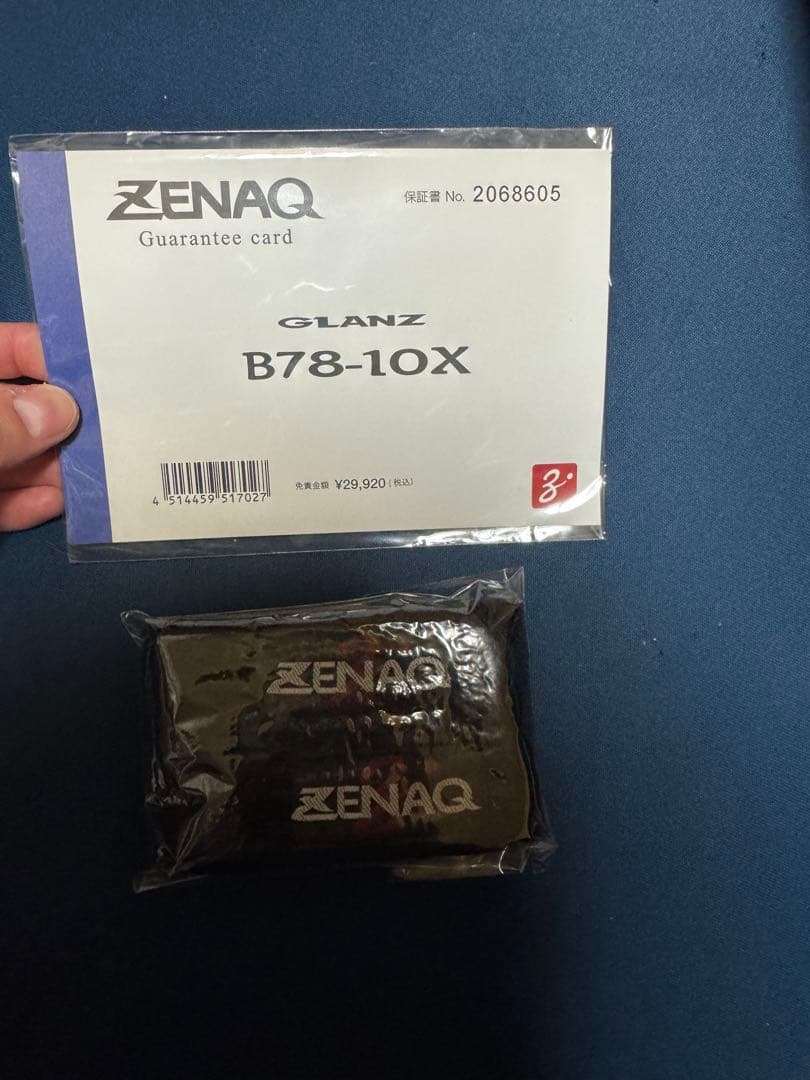 ZENAQ
Guarantee card
保証書 No. 2068605
GLANZ
B78-10X
4 514459 517027
免責金額 ¥29,920(税込)
ZENAQ
ZENAQ